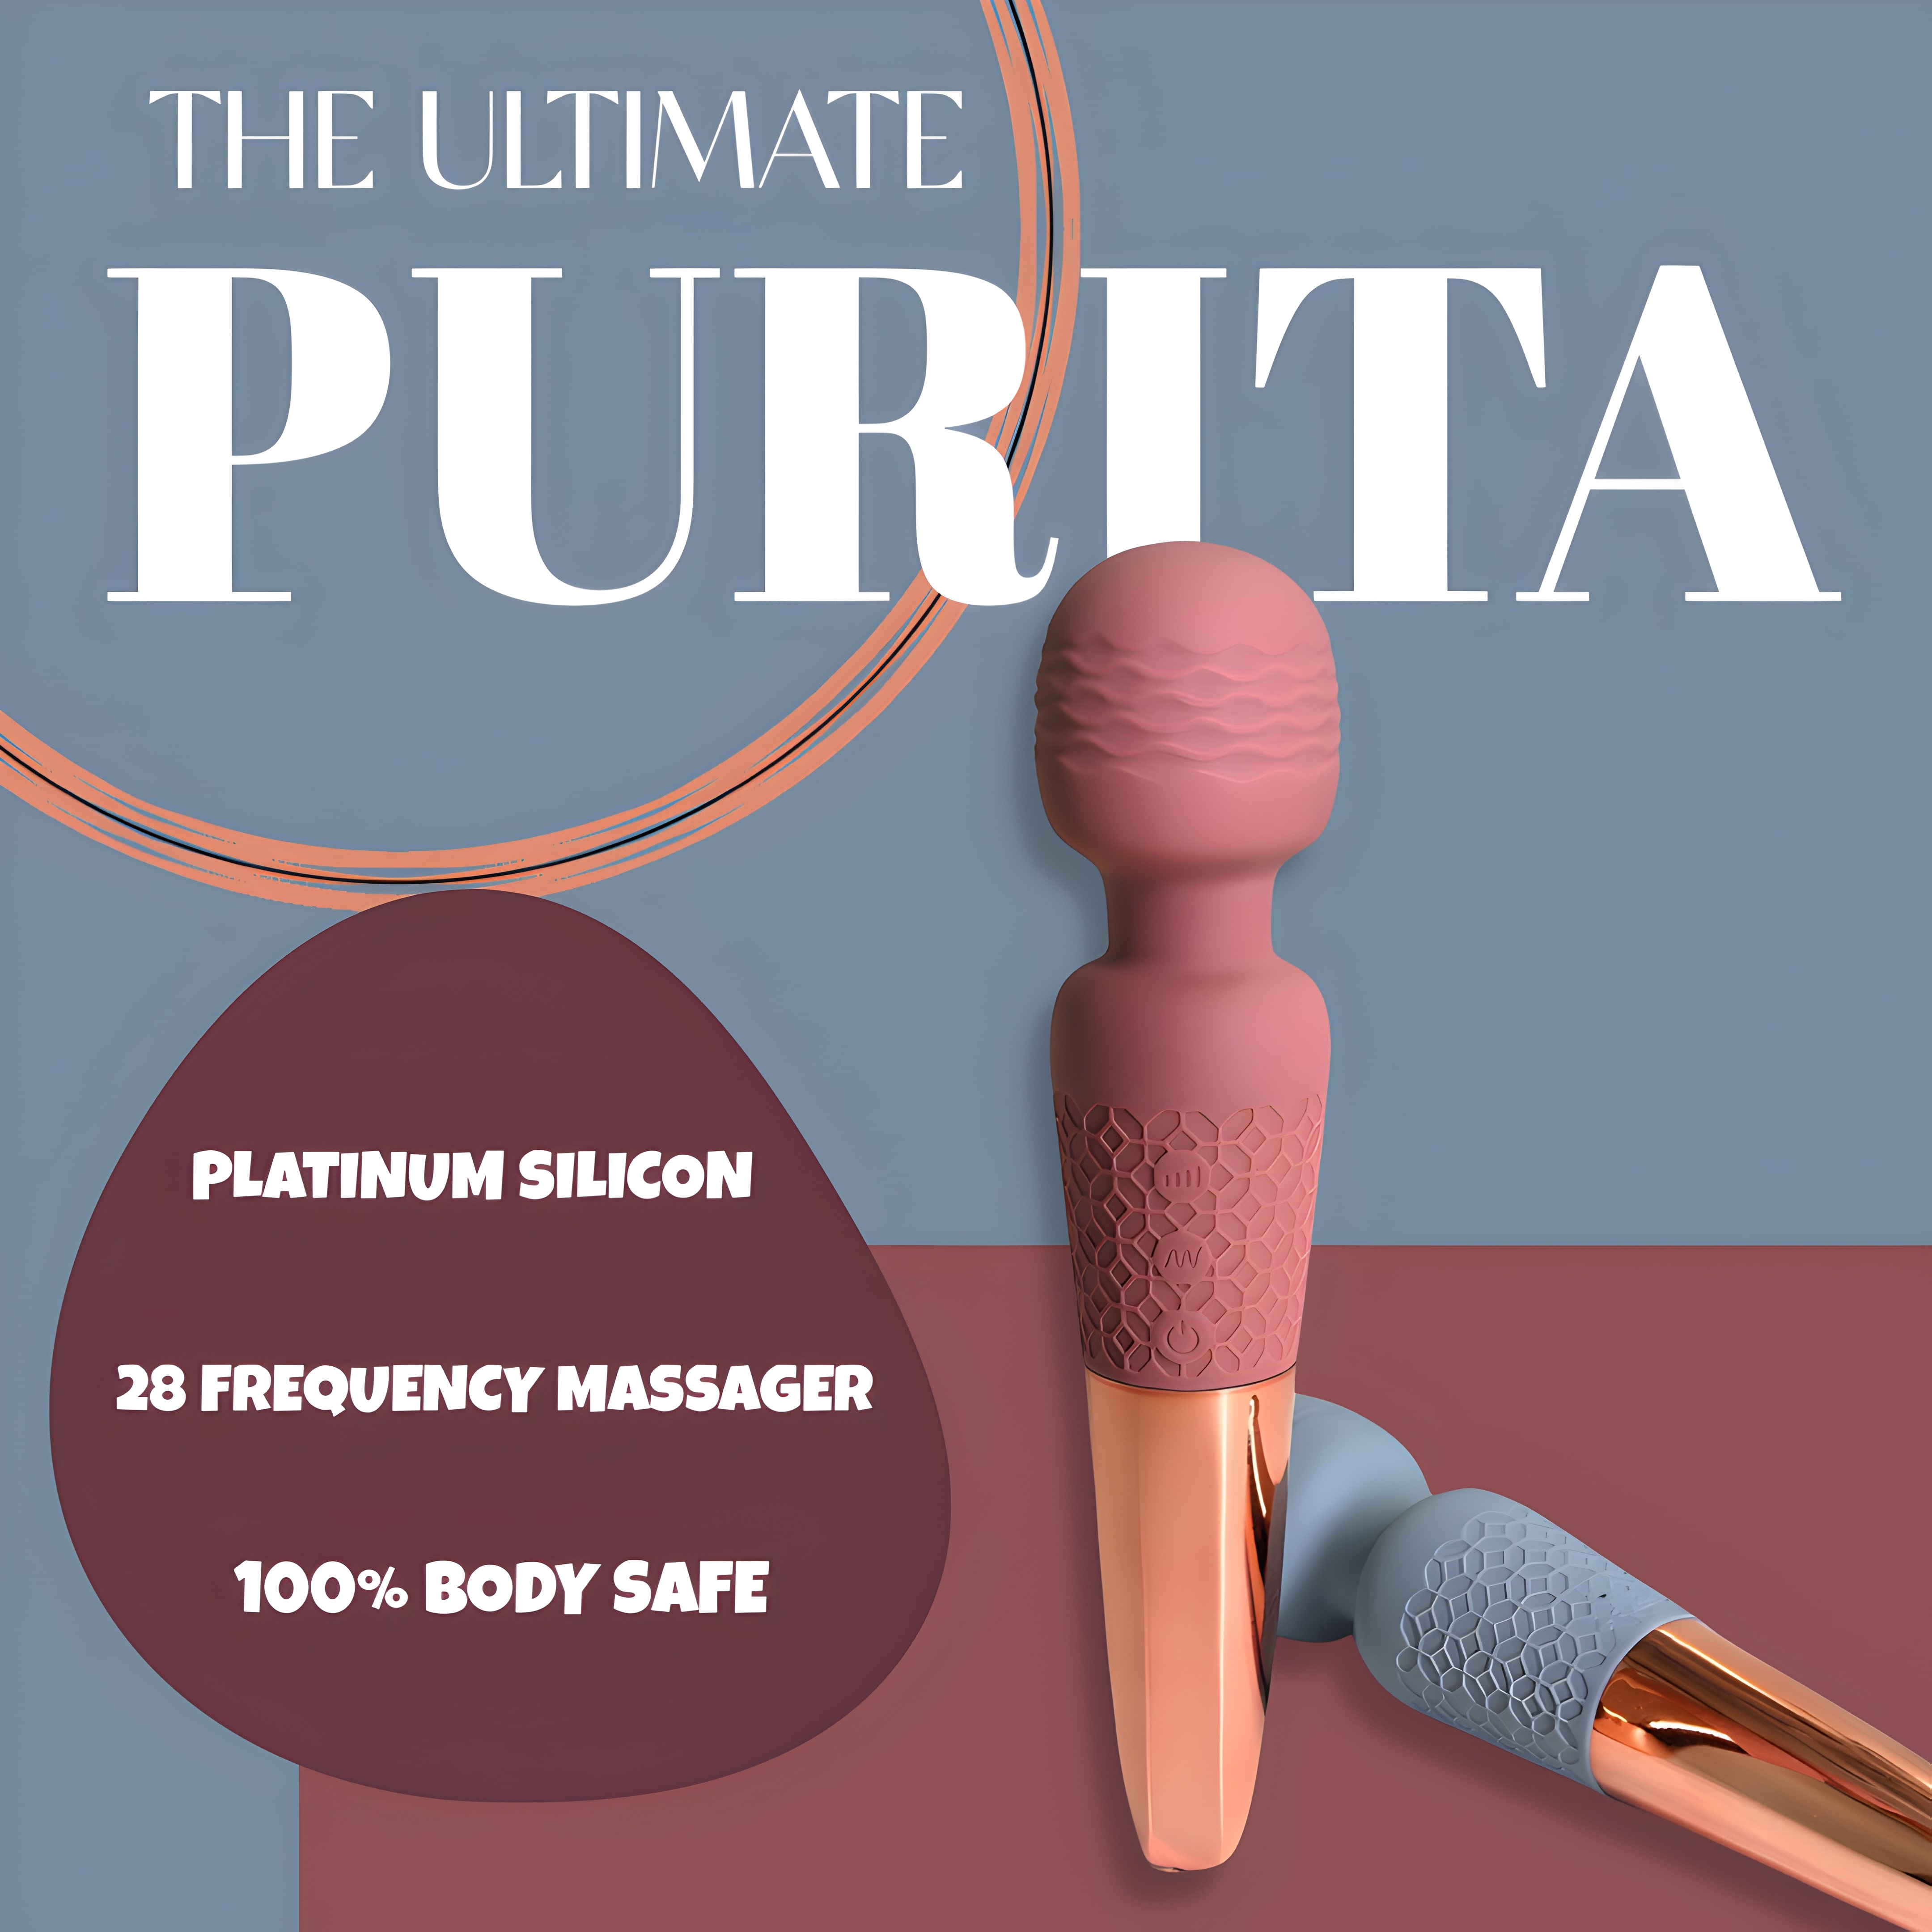 THE ULTIMATE
PURITA
PLATINUM SILICON
28 FREQUENCY MASSAGER
100% BODY SAFE